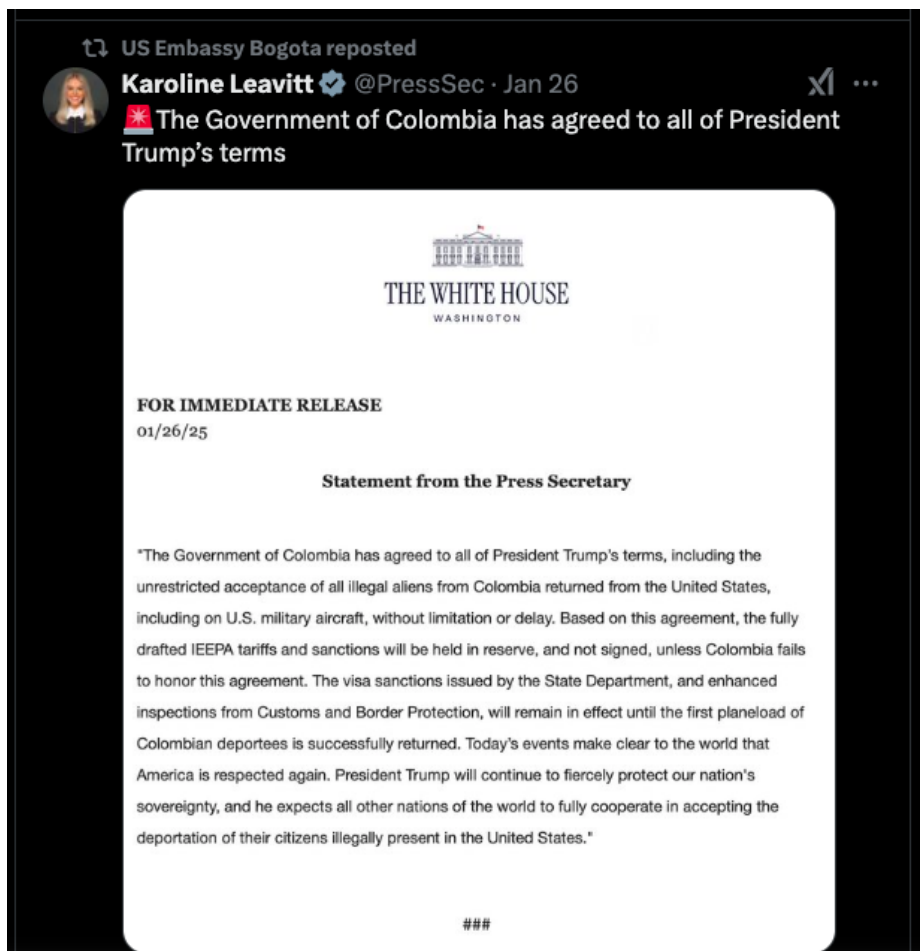 US Embassy Bogota reposted
Karoline Leavitt @PressSec · Jan 26
🚨The Government of Colombia has agreed to all of President
Trump’s terms
THE WHITE HOUSE
WASHINGTON
FOR IMMEDIATE RELEASE
01/26/25
Statement from the Press Secretary
"The Government of Colombia has agreed to all of President Trump's terms, including the
unrestricted acceptance of all illegal aliens from Colombia returned from the United States,
including on U.S. military aircraft, without limitation or delay. Based on this agreement, the fully
drafted IEEPA tariffs and sanctions will be held in reserve, and not signed, unless Colombia fails
to honor this agreement. The visa sanctions issued by the State Department, and enhanced
inspections from Customs and Border Protection, will remain in effect until the first planeload of
Colombian deportees is successfully returned. Today's events make clear to the world that
America is respected again. President Trump will continue to fiercely protect our nation's
sovereignty, and he expects all other nations of the world to fully cooperate in accepting the
deportation of their citizens illegally present in the United States."
###